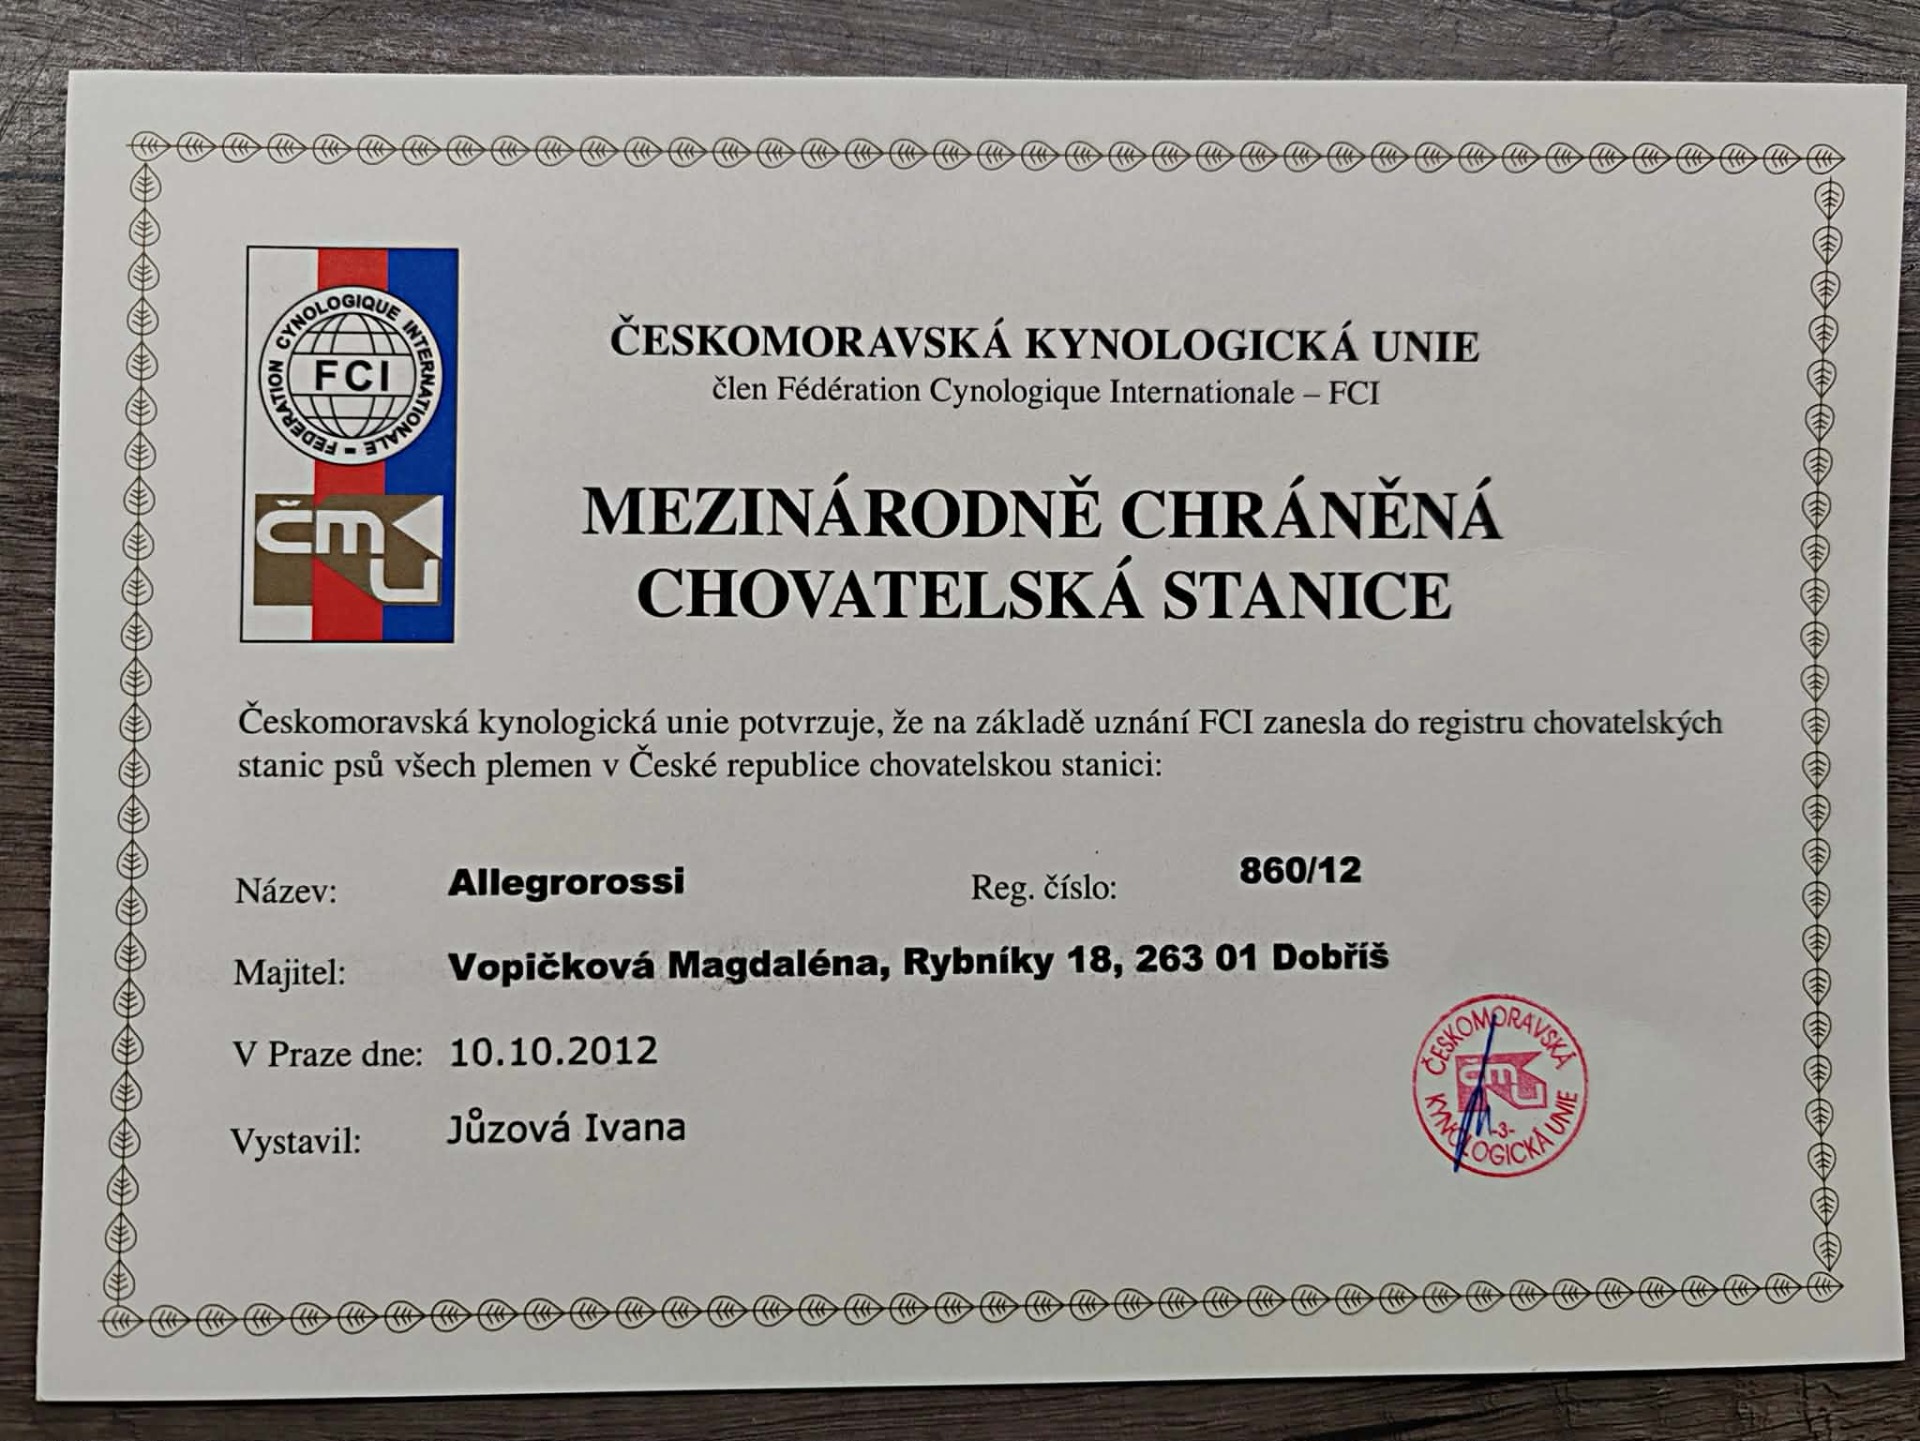 FEDERATION CYNOLOGIQUE INTERNATIONALE –
FCI
ČMKU
ČESKOMORAVSKÁ KYNOLOGICKÁ UNIE
člen Fédération Cynologique Internationale – FCI
MEZINÁRODNĚ CHRÁNĚNÁ
CHOVATELSKÁ STANICE
Českomoravská kynologická unie potvrzuje, že na základě uznání FCI zanesla do registru chovatelských
stanic psů všech plemen v České republice chovatelskou stanici:
Název: Allegrorossi Reg. číslo: 860/12
Majitel: Vopičková Magdaléna, Rybníky 18, 263 01 Dobříš
V Praze dne: 10.10.2012
Vystavil: Jůzová Ivana
ČESKOMORAVSKÁ
ČMKU
-3-
KYNOLOGICKÁ UNIE